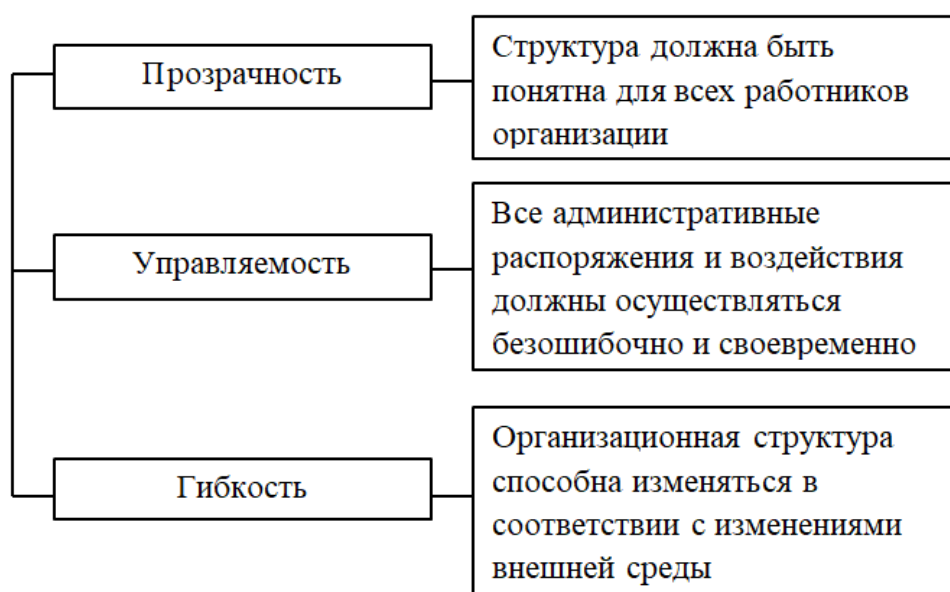 Прозрачность
Структура должна быть
понятна для всех работников
организации
Управляемость
Все административные
распоряжения и воздействия
должны осуществляться
безошибочно и своевременно
Гибкость
Организационная структура
способна изменяться в
соответствии с изменениями
внешней среды